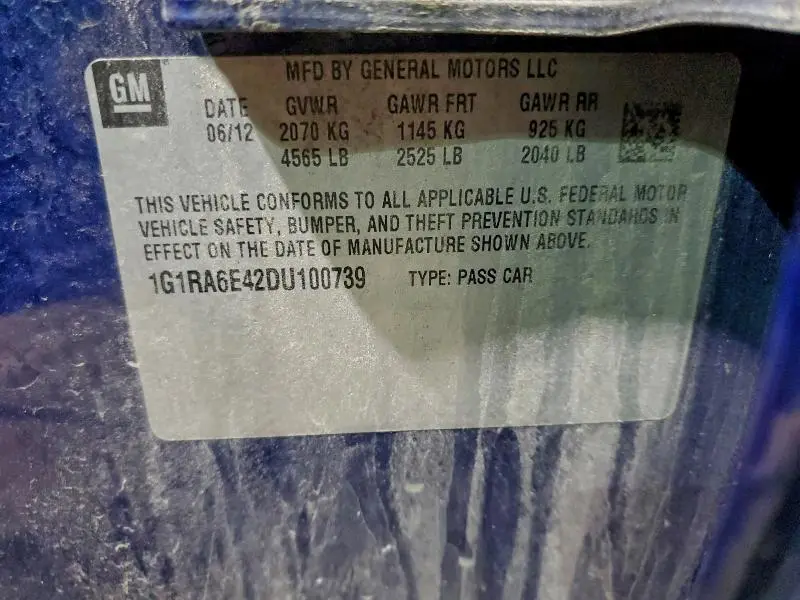 GM
MFD BY GENERAL MOTORS LLC
DATE GVWR GAWR FRT GAWR RR
06/12 2070 KG 1145 KG 925 KG
4565 LB 2525 LB 2040 LB
THIS VEHICLE CONFORMS TO ALL APPLICABLE U.S. FEDERAL MOTOR
VEHICLE SAFETY, BUMPER, AND THEFT PREVENTION STANDARDS IN
EFFECT ON THE DATE OF MANUFACTURE SHOWN ABOVE.
1G1RA6E42DU100739 TYPE: PASS CAR